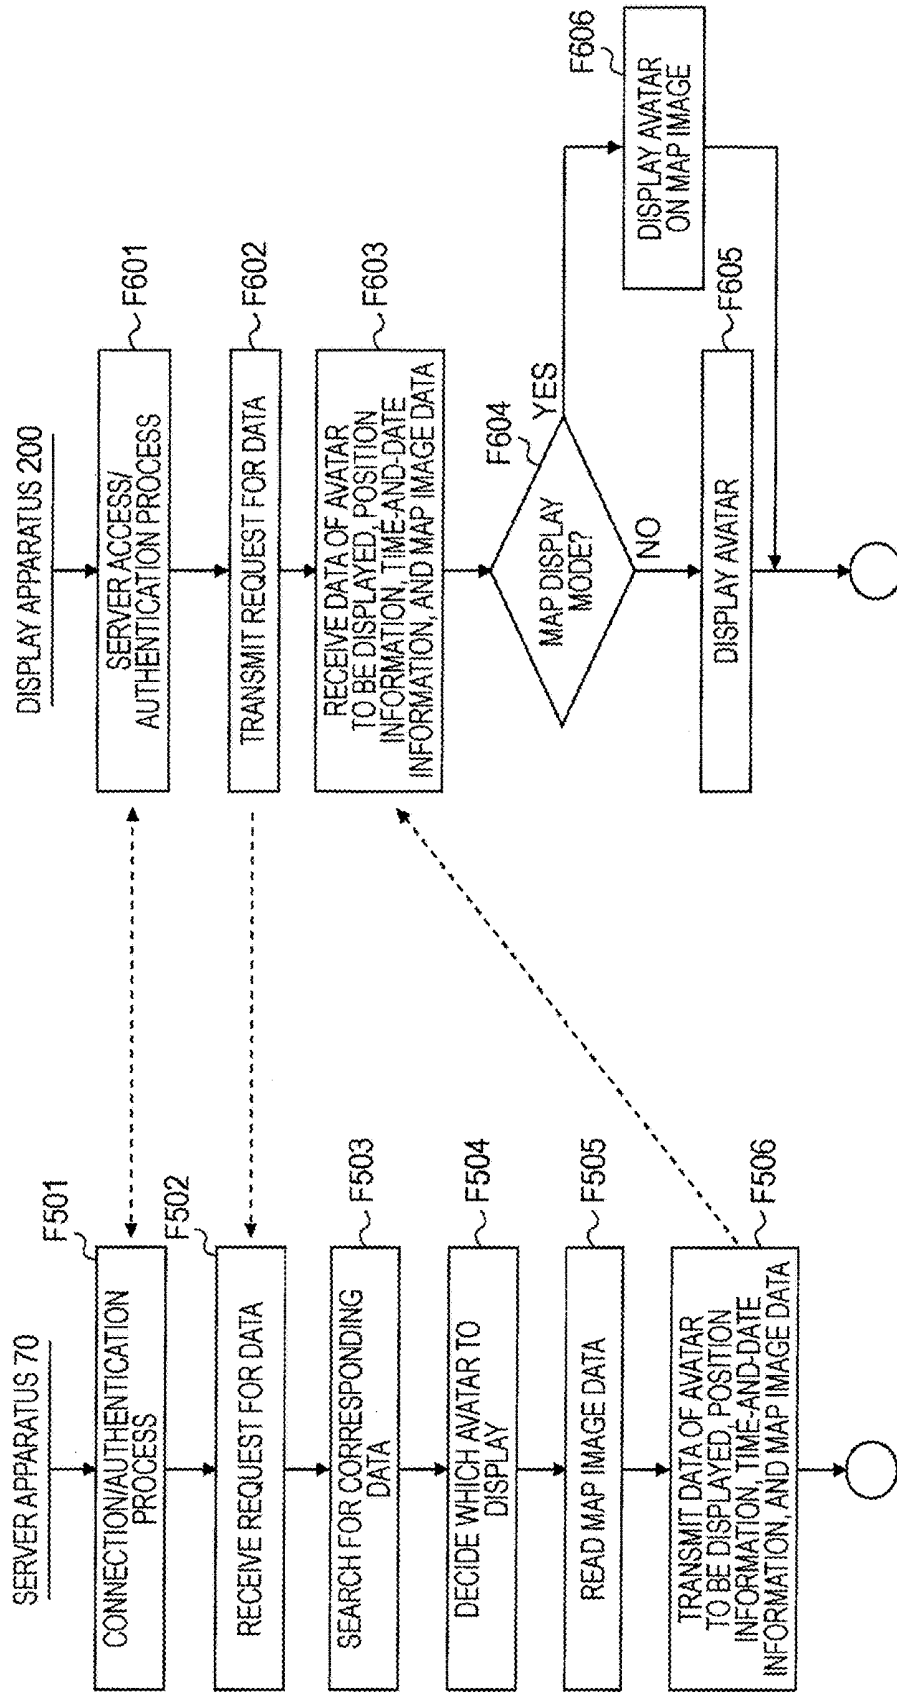 SERVER APPARATUS 70
F501
CONNECTION/AUTHENTICATION
PROCESS
F502
RECEIVE REQUEST FOR DATA
F503
SEARCH FOR CORRESPONDING
DATA
F504
DECIDE WHICH AVATAR TO
DISPLAY
F505
READ MAP IMAGE DATA
F506
TRANSMIT DATA OF AVATAR
TO BE DISPLAYED, POSITION
INFORMATION, TIME-AND-DATE
INFORMATION, AND MAP IMAGE DATA
DISPLAY APPARATUS 200
F601
SERVER ACCESS/
AUTHENTICATION PROCESS
F602
TRANSMIT REQUEST FOR DATA
F603
RECEIVE DATA OF AVATAR
TO BE DISPLAYED, POSITION
INFORMATION, TIME-AND-DATE
INFORMATION, AND MAP IMAGE DATA
F604
MAP DISPLAY
MODE?
YES
NO
F605
DISPLAY AVATAR
F606
DISPLAY AVATAR
ON MAP IMAGE